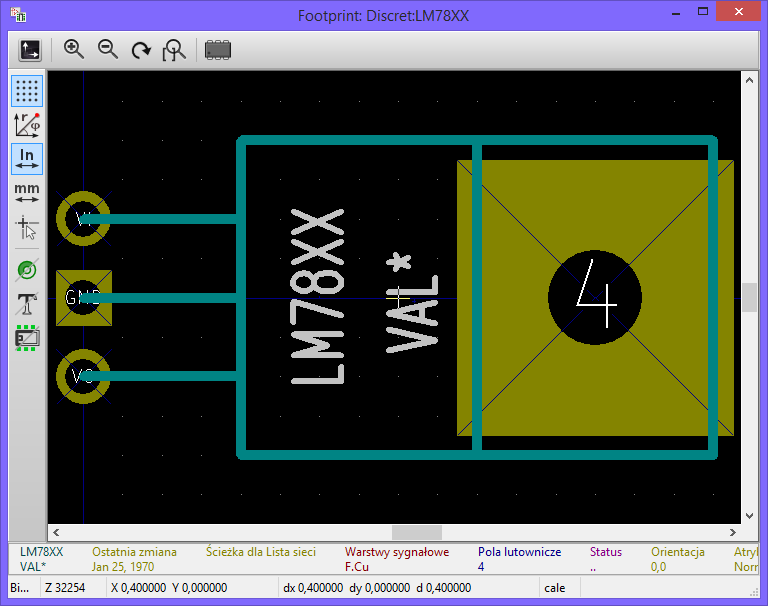 Footprint: Discret:LM78XX
In
mm
VI
GND
VO
LM78XX
VAL*
4
LM78XX Ostatnia zmiana Ścieżka dla Lista sieci Warstwy sygnałowe Pola lutownicze Status Orientacja Atryl
VAL* Jan 25, 1970 F.Cu 4 .. 0,0 Norn
Bi... Z 32254 X 0,400000 Y 0,000000 dx 0,400000 dy 0,000000 d 0,400000 cale